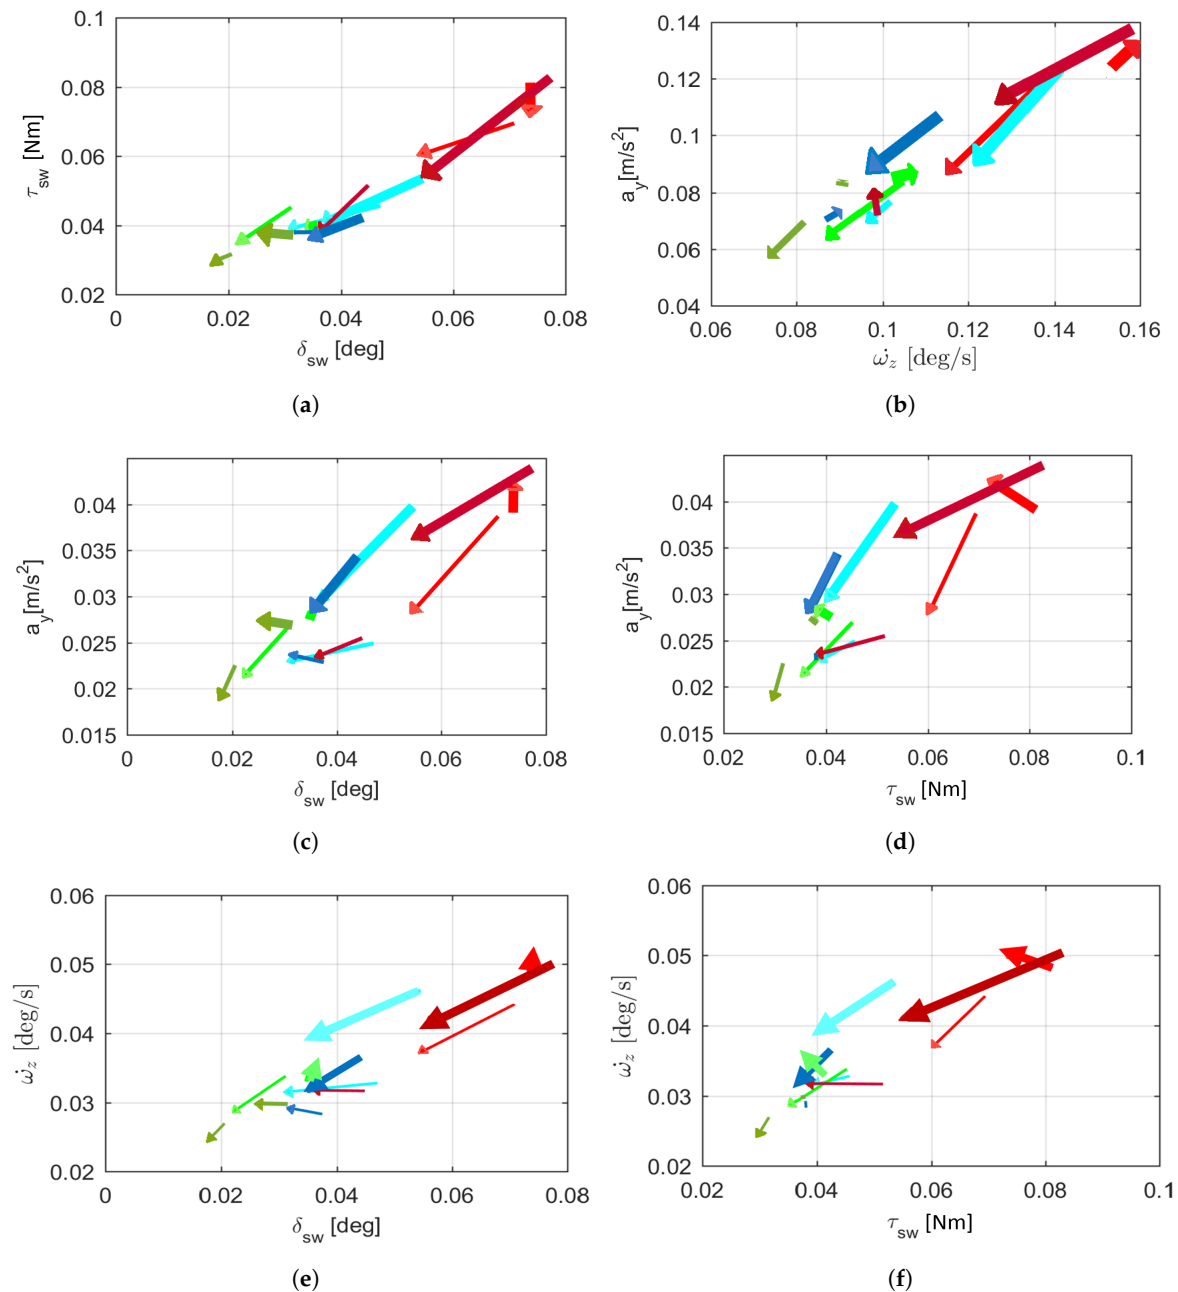 0.1
0.08
0.06
0.04
0.02
τsw [Nm]
0 0.02 0.04 0.06 0.08
δsw [deg]
(a)
0.14
0.12
0.1
0.08
0.06
0.04
ay[m/s²]
0.06 0.08 0.1 0.12 0.14 0.16
ω̇z [deg/s]
(b)
0.04
0.035
0.03
0.025
0.02
0.015
ay[m/s²]
0 0.02 0.04 0.06 0.08
δsw [deg]
(c)
0.04
0.035
0.03
0.025
0.02
0.015
ay[m/s²]
0.02 0.04 0.06 0.08 0.1
τsw [Nm]
(d)
0.06
0.05
0.04
0.03
0.02
ω̇z [deg/s]
0 0.02 0.04 0.06 0.08
δsw [deg]
(e)
0.06
0.05
0.04
0.03
0.02
ω̇z [deg/s]
0.02 0.04 0.06 0.08 0.1
τsw [Nm]
(f)